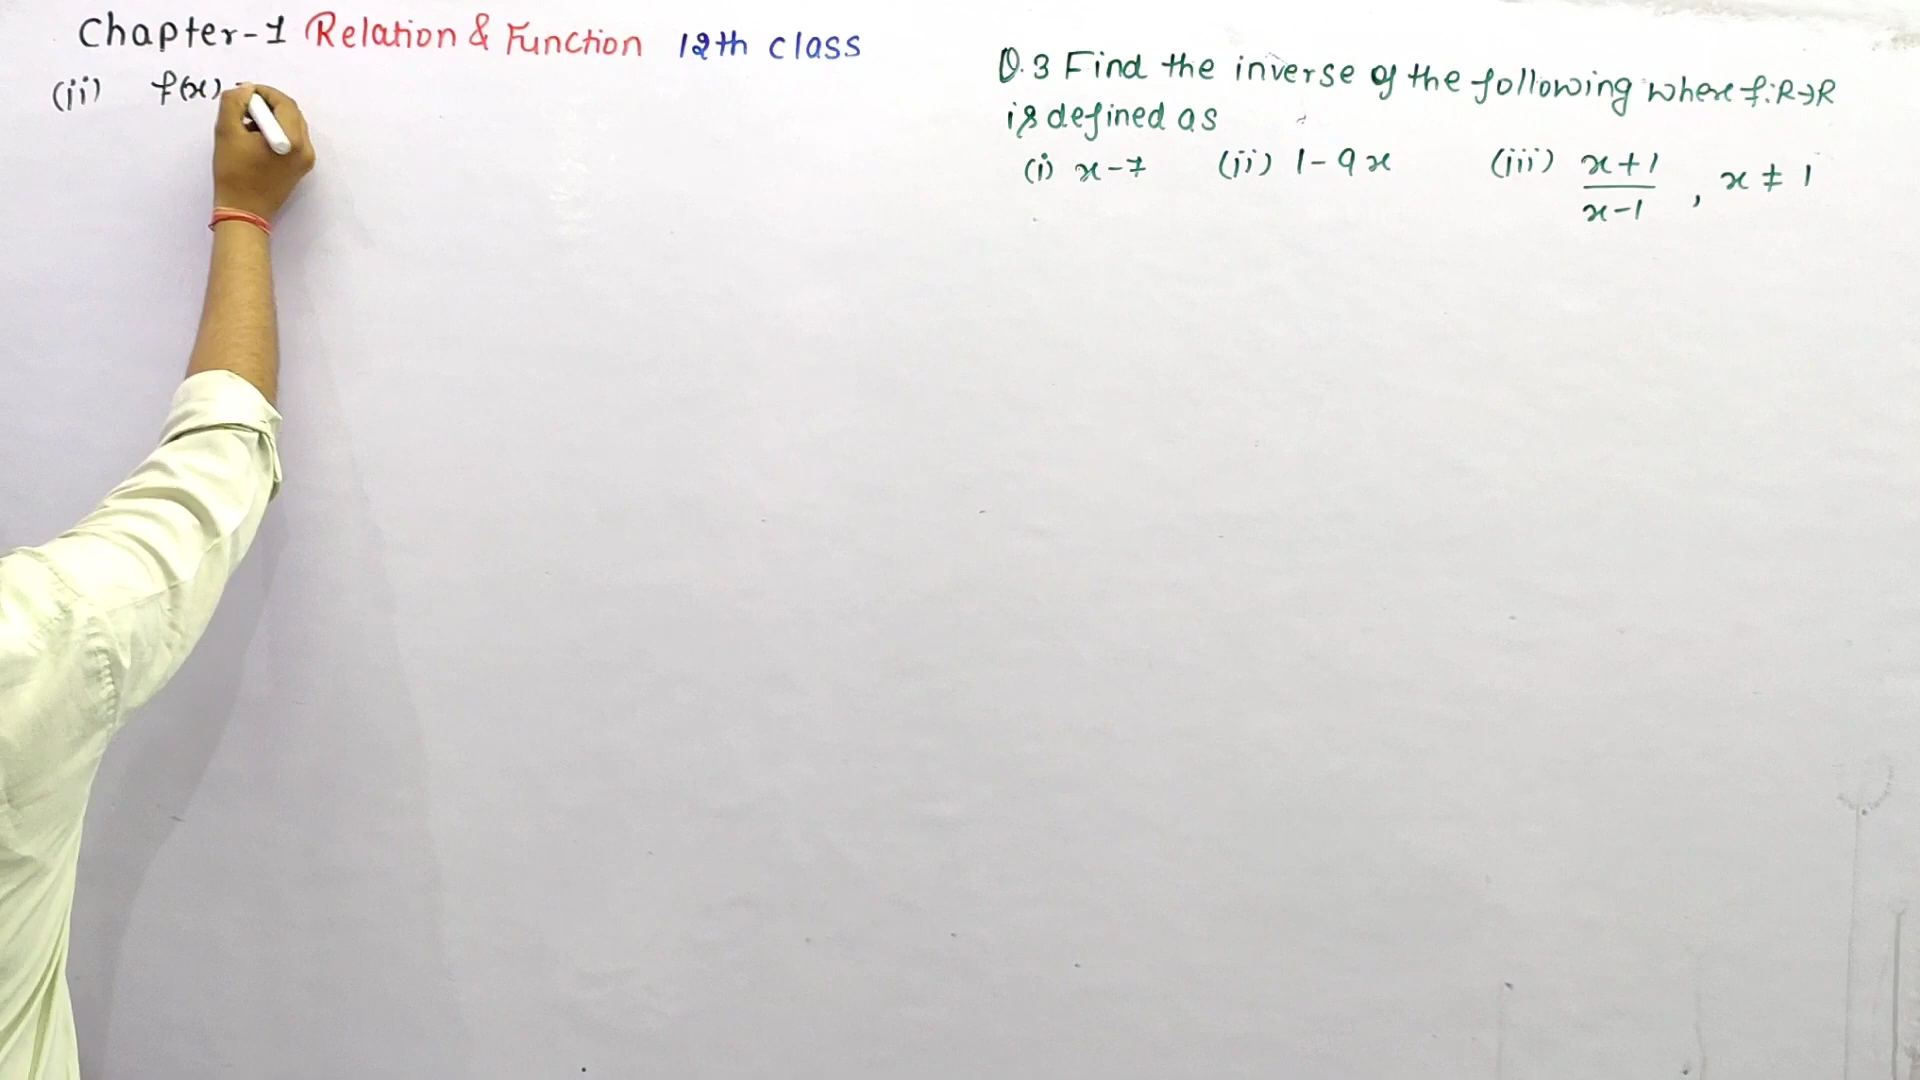 Chapter-1 Relation & Function 12th class
(ii) f(x) =
Q.3 Find the inverse of the following where f:R→R
is defined as
(i) x-7 (ii) 1-9x (iii) x+1/x-1, x≠1